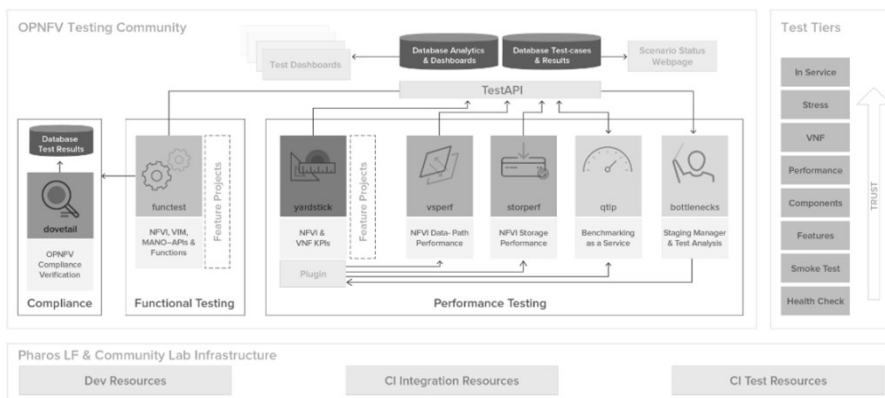 OPNFV Testing Community
Test Dashboards
Database Analytics
& Dashboards
Database Test-cases
& Results
Scenario Status
Webpage
TestAPI
Database
Test Results
dovetail
OPNFV
Compliance
Verification
Compliance
functest
NFVI, VIM,
MANO-APIs &
Functions
Feature Projects
Functional Testing
yardstick
NFVI &
VNF KPIs
Plugin
Feature Projects
vsperf
NFVI Data- Path
Performance
storperf
NFVI Storage
Performance
qtip
Benchmarking
as a Service
bottlenecks
Staging Manager
& Test Analysis
Performance Testing
Test Tiers
In Service
Stress
VNF
Performance
Components
Features
Smoke Test
Health Check
TRUST
Pharos LF & Community Lab Infrastructure
Dev Resources
CI Integration Resources
CI Test Resources